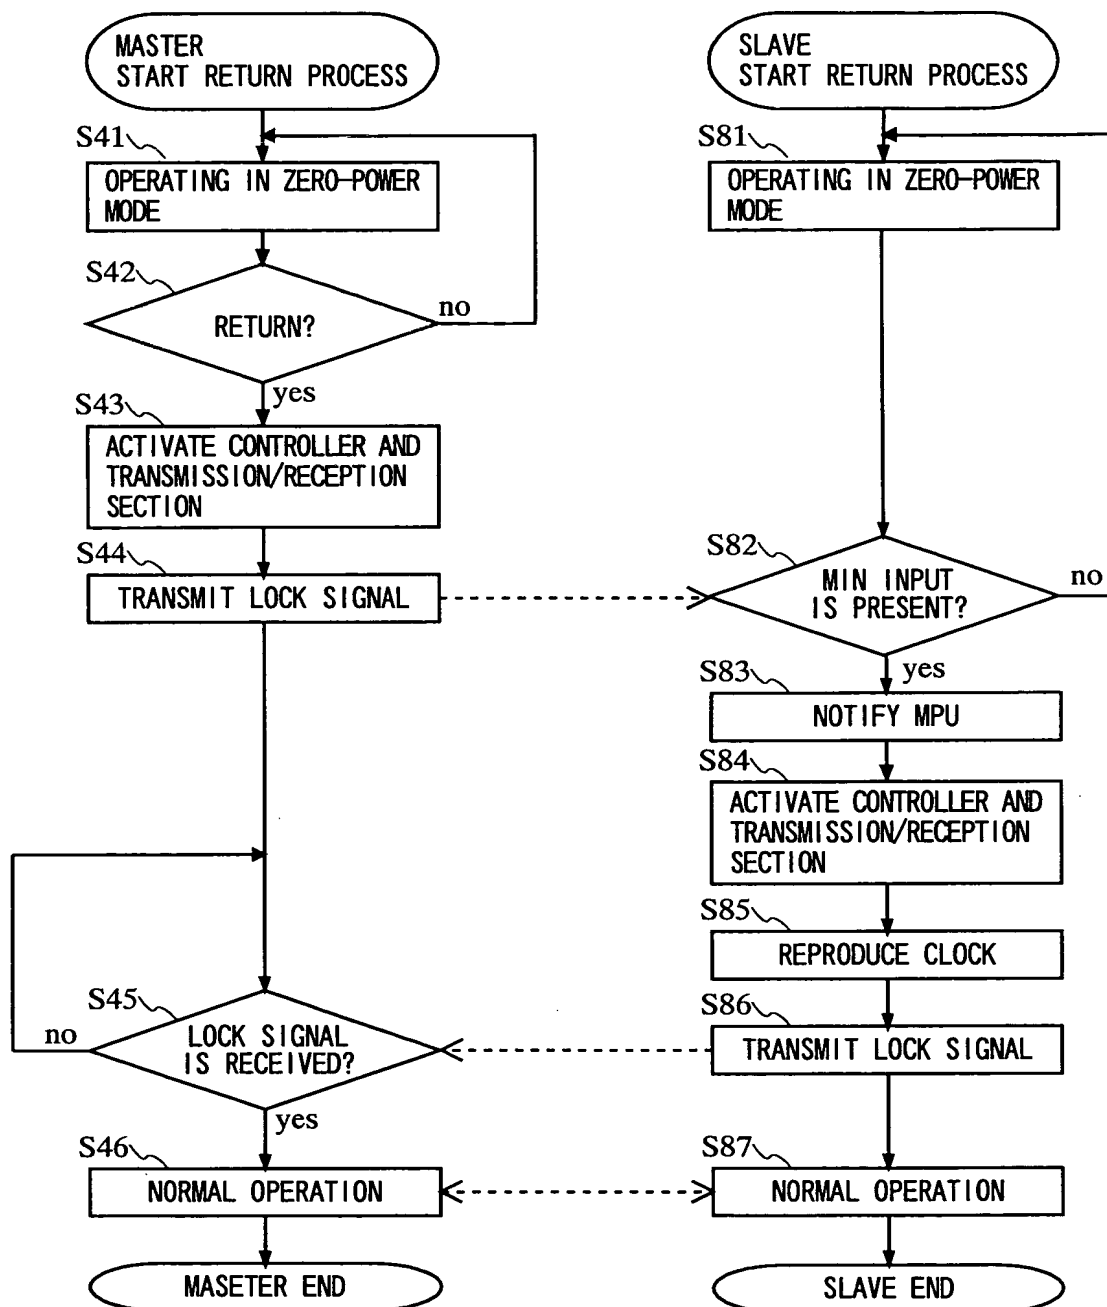 MASTER
START RETURN PROCESS
S41
OPERATING IN ZERO-POWER
MODE
S42
RETURN?
no
yes
S43
ACTIVATE CONTROLLER AND
TRANSMISSION/RECEPTION
SECTION
S44
TRANSMIT LOCK SIGNAL
S45
LOCK SIGNAL
IS RECEIVED?
no
yes
S46
NORMAL OPERATION
MASETER END
SLAVE
START RETURN PROCESS
S81
OPERATING IN ZERO-POWER
MODE
S82
MIN INPUT
IS PRESENT?
no
yes
S83
NOTIFY MPU
S84
ACTIVATE CONTROLLER AND
TRANSMISSION/RECEPTION
SECTION
S85
REPRODUCE CLOCK
S86
TRANSMIT LOCK SIGNAL
S87
NORMAL OPERATION
SLAVE END